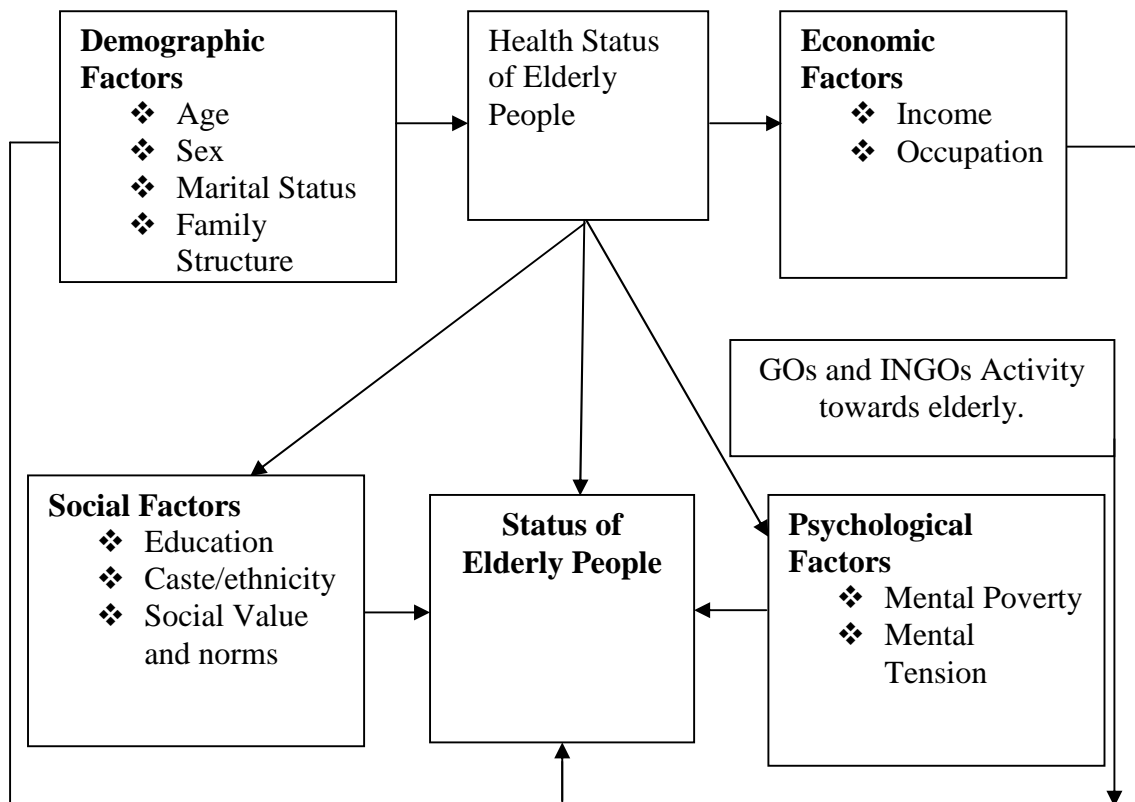 Demographic
Factors
❖ Age
❖ Sex
❖ Marital Status
❖ Family
Structure
Health Status
of Elderly
People
Economic
Factors
❖ Income
❖ Occupation
GOs and INGOs Activity
towards elderly.
Social Factors
❖ Education
❖ Caste/ethnicity
❖ Social Value
and norms
Status of
Elderly People
Psychological
Factors
❖ Mental Poverty
❖ Mental
Tension